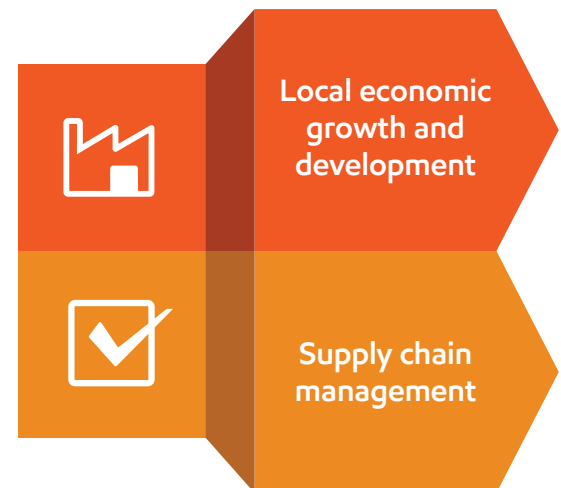 Local economic
growth and
development
Supply chain
management